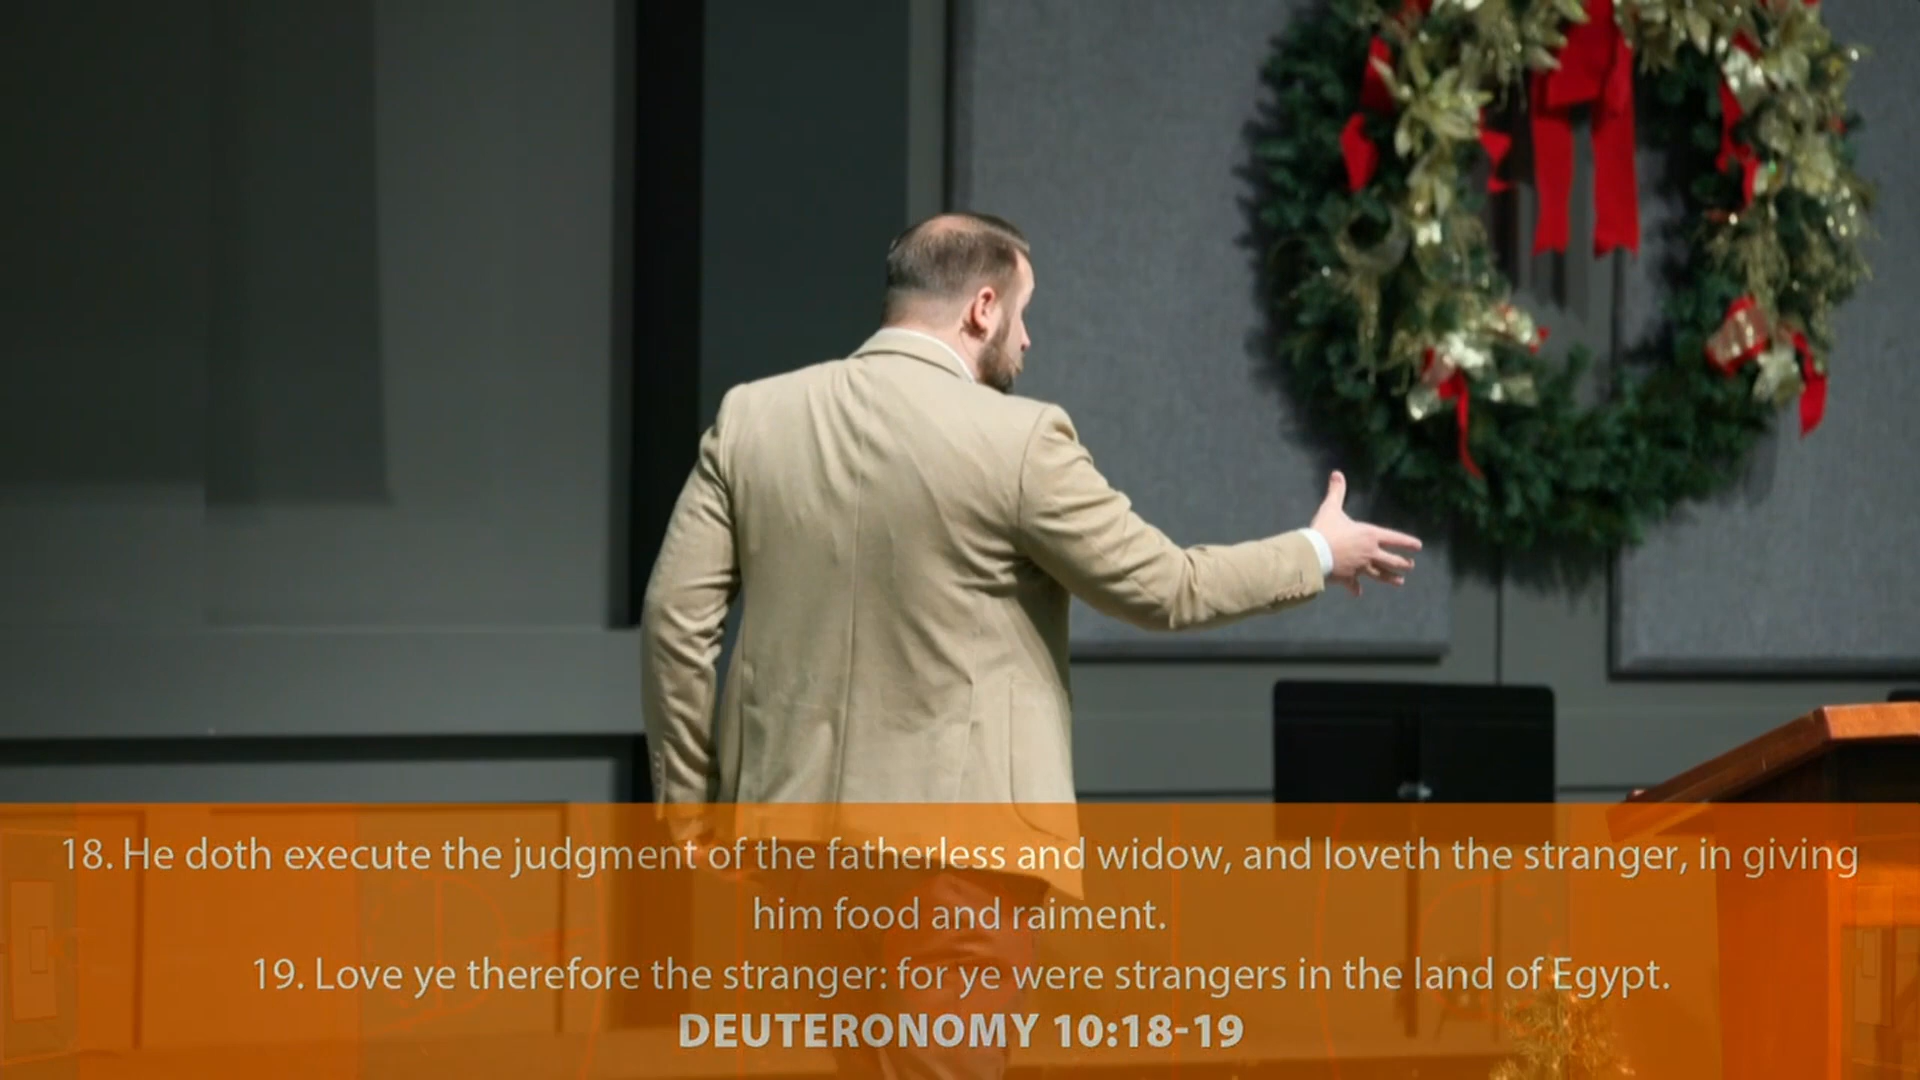 18. He doth execute the judgment of the fatherless and widow, and loveth the stranger, in giving
him food and raiment.
19. Love ye therefore the stranger: for ye were strangers in the land of Egypt.
DEUTERONOMY 10:18-19